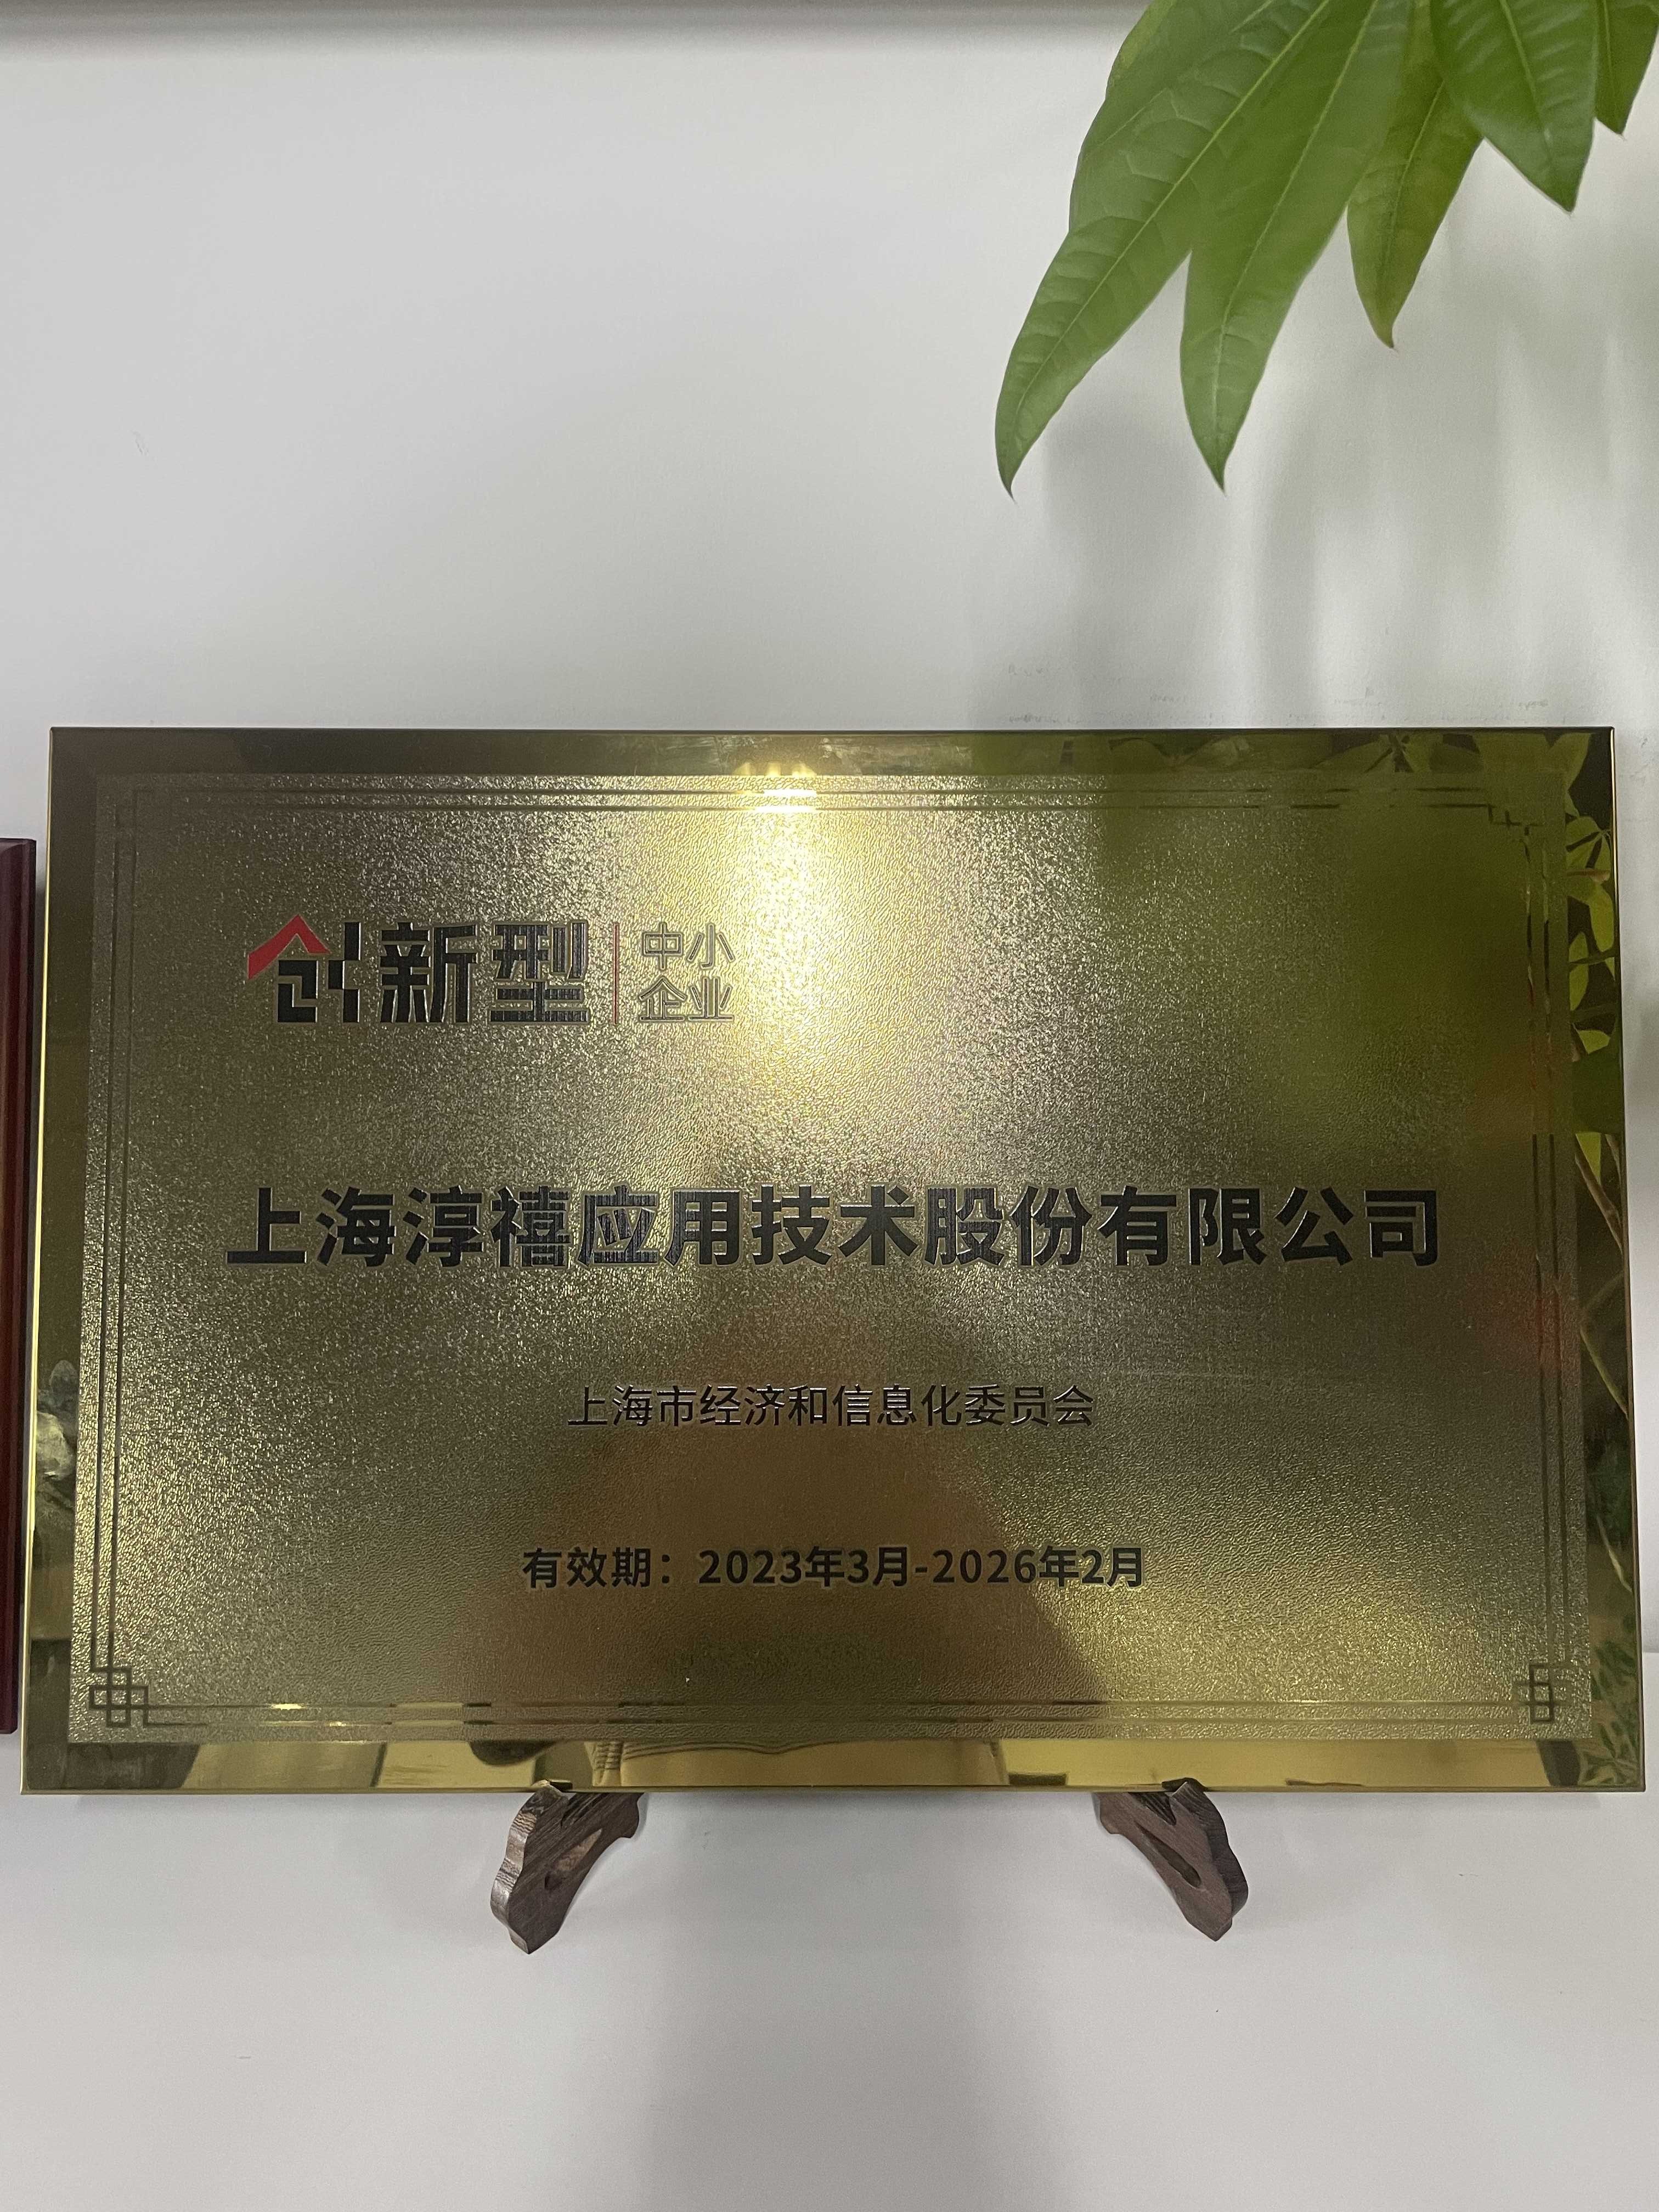 创新型
中小
企业
上海淳禧应用技术股份有限公司
上海市经济和信息化委员会
有效期：2023年3月-2026年2月